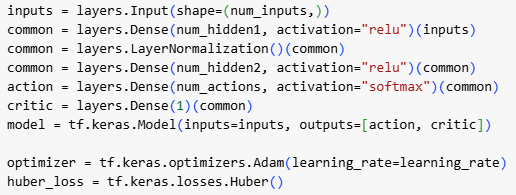 inputs = layers.Input(shape=(num_inputs,))
common = layers.Dense(num_hidden1, activation="relu")(inputs)
common = layers.LayerNormalization()(common)
common = layers.Dense(num_hidden2, activation="relu")(common)
action = layers.Dense(num_actions, activation="softmax")(common)
critic = layers.Dense(1)(common)
model = tf.keras.Model(inputs=inputs, outputs=[action, critic])
optimizer = tf.keras.optimizers.Adam(learning_rate=learning_rate)
huber_loss = tf.keras.losses.Huber()